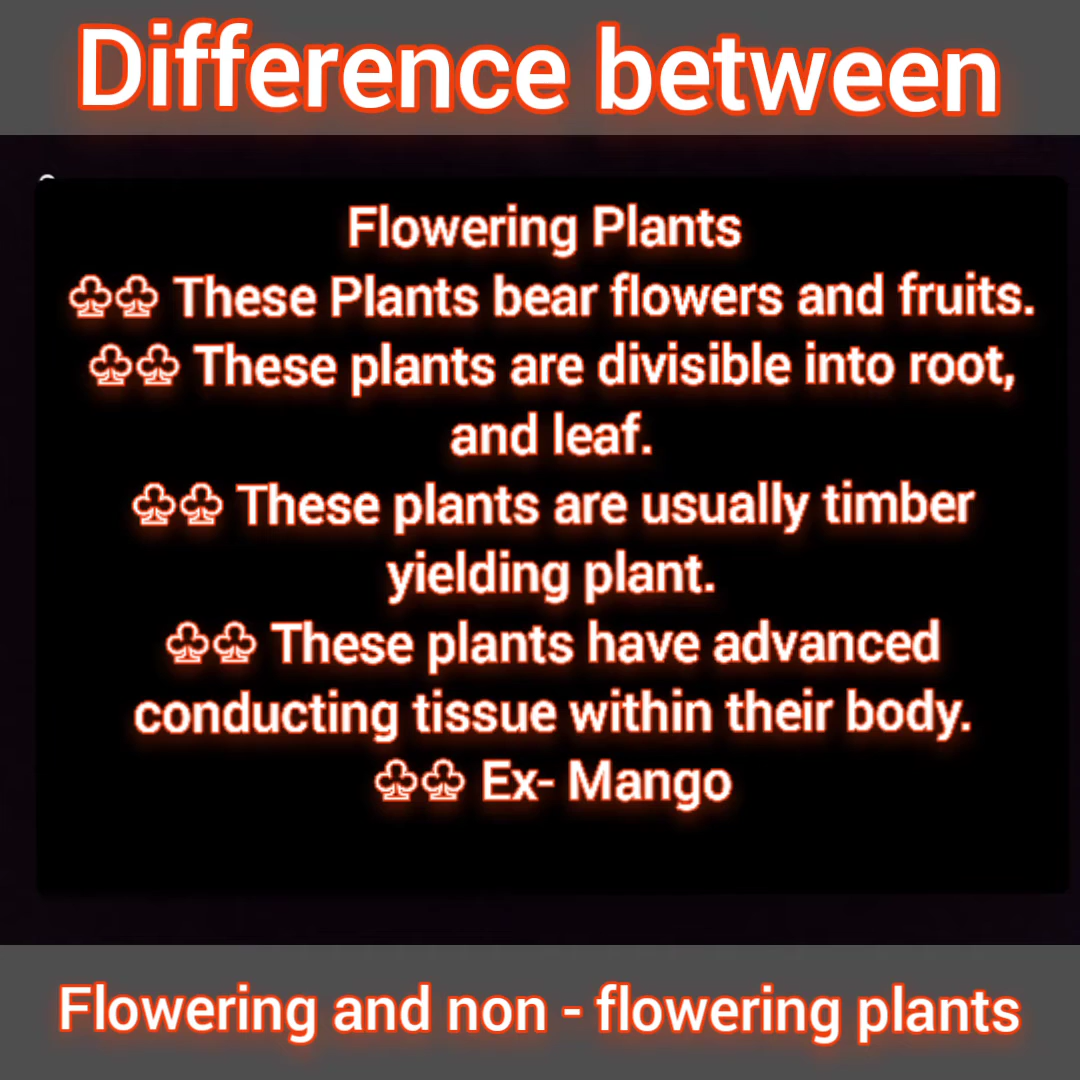 Difference between
Flowering Plants
♧♧ These Plants bear flowers and fruits.
♧♧ These plants are divisible into root,
and leaf.
♧♧ These plants are usually timber
yielding plant.
♧♧ These plants have advanced
conducting tissue within their body.
♧♧ Ex- Mango
Flowering and non - flowering plants